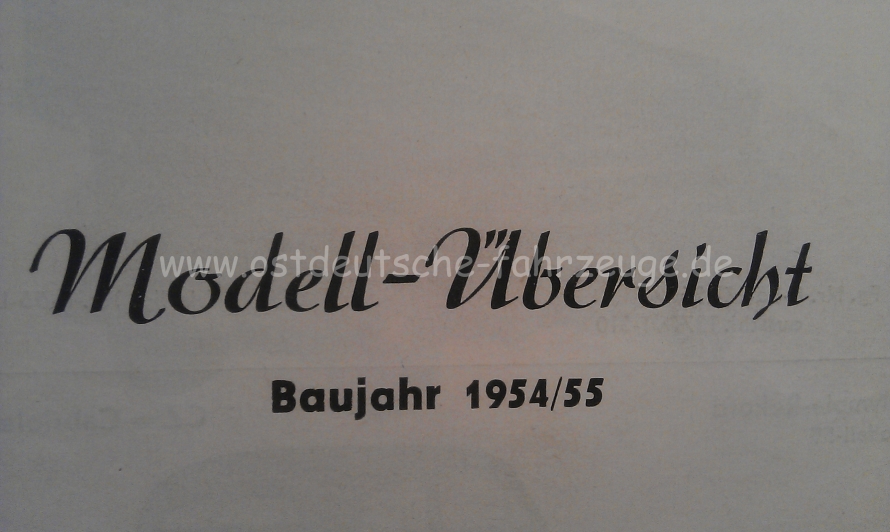 Modell-Übersicht
www.ostdeutsche-fahrzeuge.de
Baujahr 1954/55